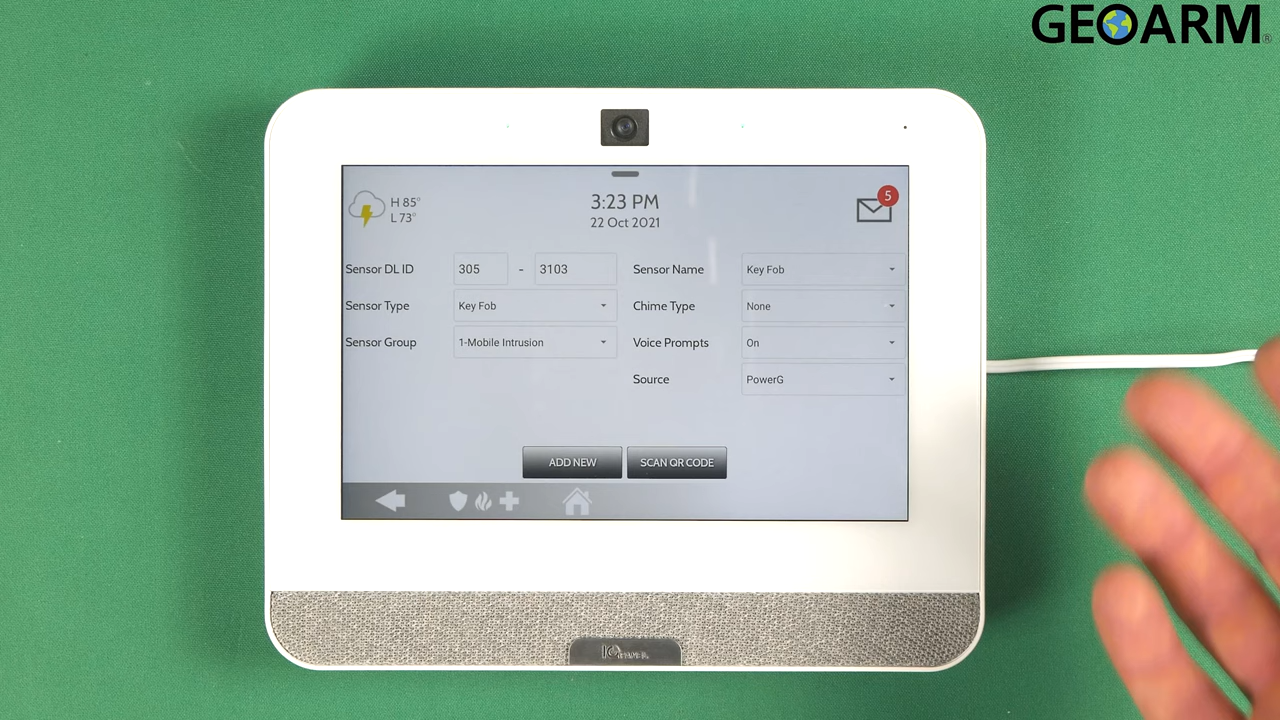 GEOARM®
H 85°
L 73°
3:23 PM
22 Oct 2021
5
Sensor DL ID 305 - 3103
Sensor Name Key Fob
Sensor Type Key Fob
Chime Type None
Sensor Group 1-Mobile Intrusion
Voice Prompts On
Source PowerG
ADD NEW
SCAN QR CODE
IQ PANEL